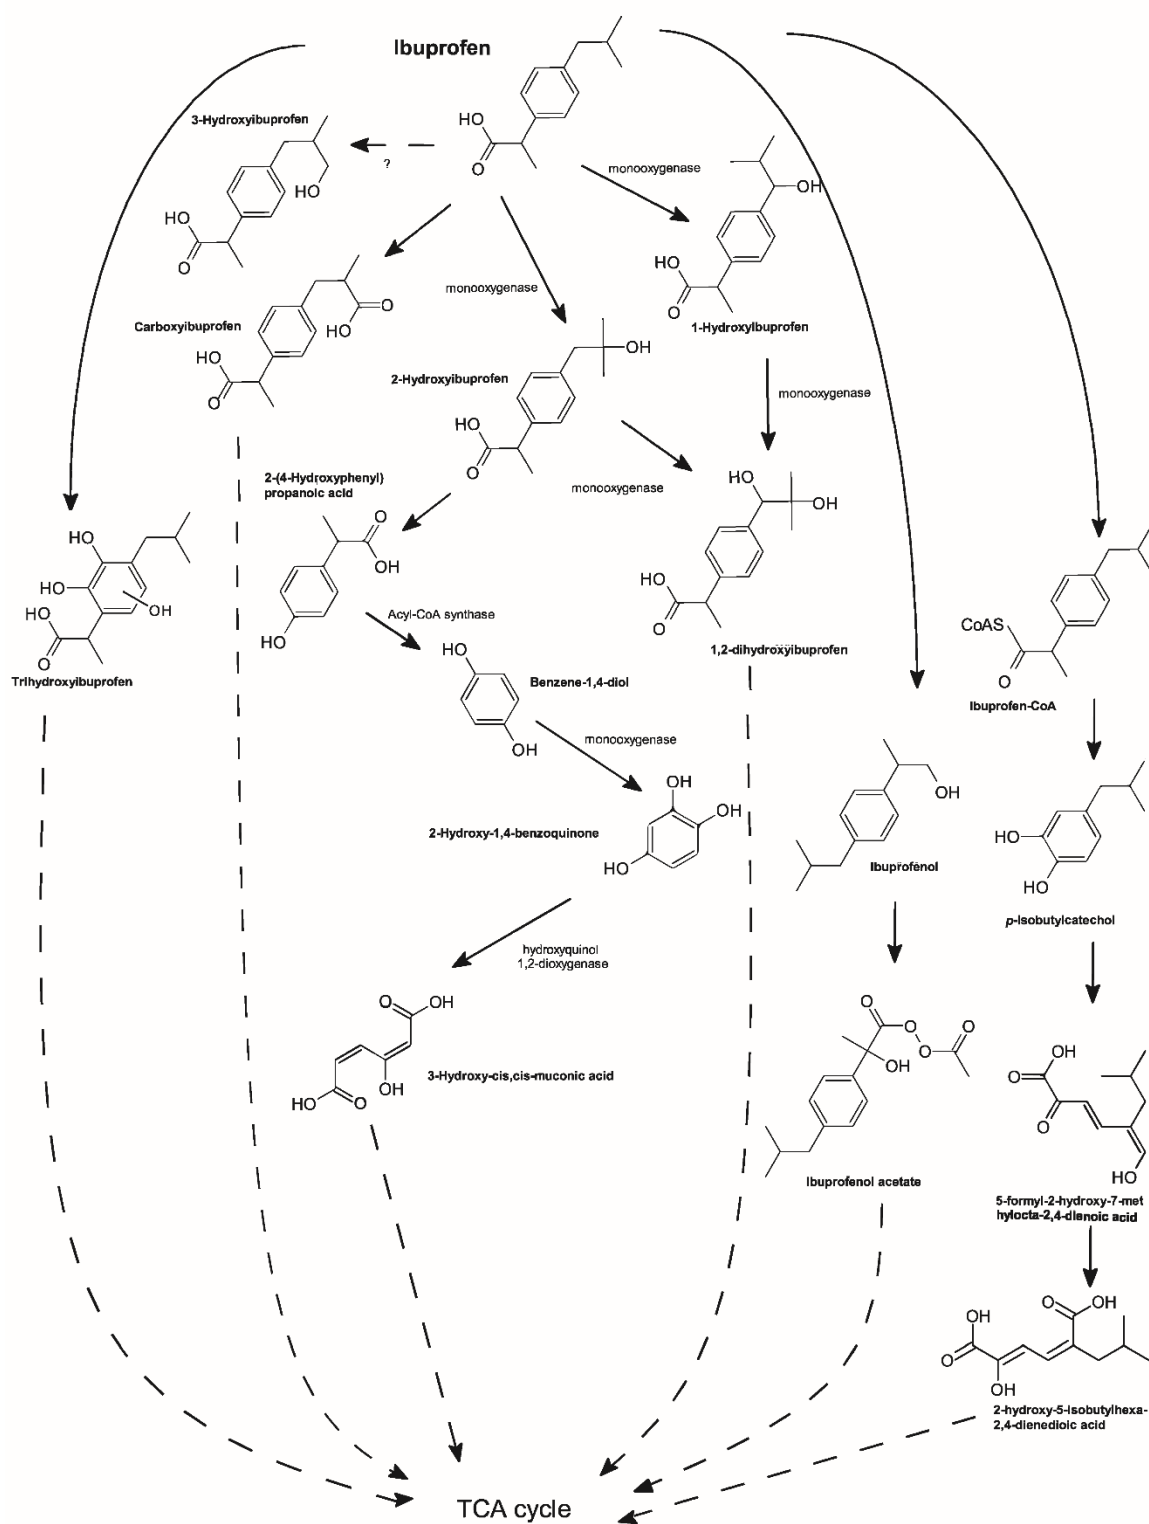 Ibuprofen
3-Hydroxyibuprofen
HO
O
?
HO
HO
O
monooxygenase
OH
HO
O
1-Hydroxyibuprofen
monooxygenase
Carboxyibuprofen
O
HO
HO
O
monooxygenase
2-Hydroxyibuprofen
OH
HO
O
monooxygenase
2-(4-Hydroxyphenyl)
propanoic acid
O
OH
HO
HO
OH
HO
O
1,2-dihydroxyibuprofen
HO
HO
HO
OH
O
Trihydroxyibuprofen
Acyl-CoA synthase
HO
OH
Benzene-1,4-diol
monooxygenase
OH
OH
HO
2-Hydroxy-1,4-benzoquinone
hydroxyquinol
1,2-dioxygenase
O
OH
OH
HO
O
3-Hydroxy-cis,cis-muconic acid
CoAS
O
Ibuprofen-CoA
OH
Ibuprofenol
HO
HO
p-Isobutylcatechol
O
O
O
O
OH
Ibuprofenol acetate
OH
O
O
HO
5-formyl-2-hydroxy-7-met
hylocta-2,4-dienoic acid
OH
O
OH
O
OH
2-hydroxy-5-isobutylhexa-
2,4-dienedioic acid
TCA cycle